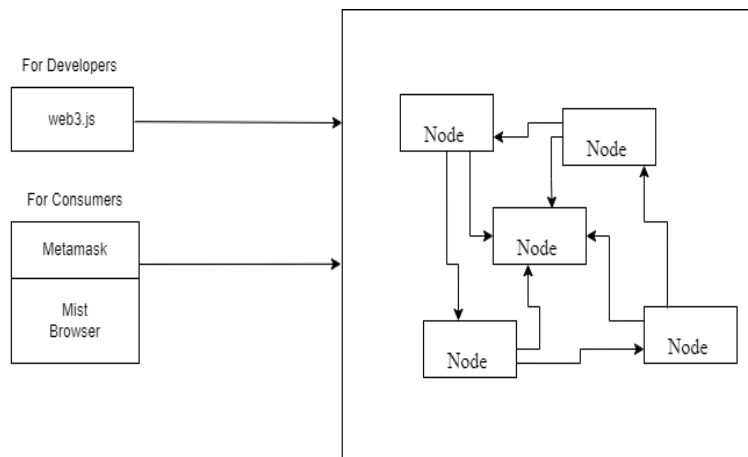 For Developers
web3.js
For Consumers
Metamask
Mist
Browser
Node
Node
Node
Node
Node